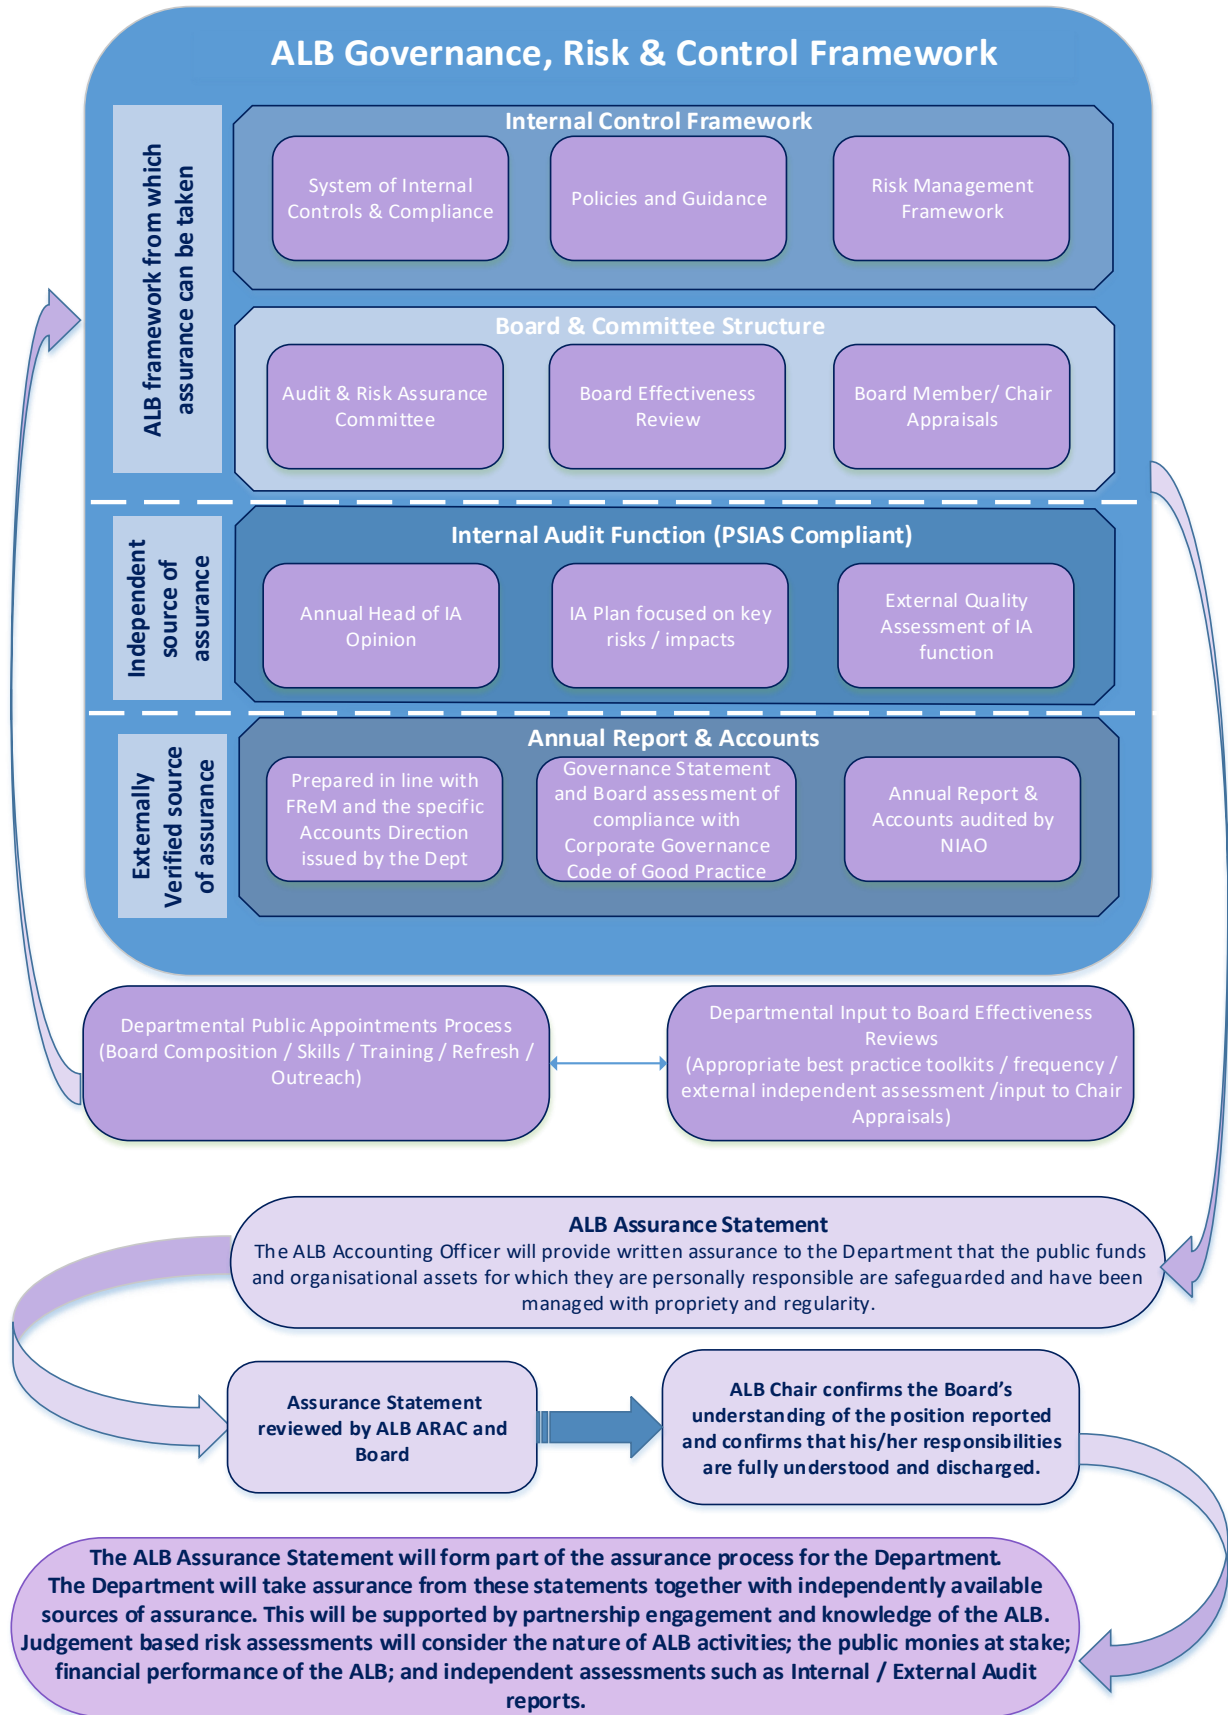 ALB Governance, Risk & Control Framework
ALB framework from which
assurance can be taken
Internal Control Framework
System of Internal
Controls & Compliance
Policies and Guidance
Risk Management
Framework
Board & Committee Structure
Audit & Risk Assurance
Committee
Board Effectiveness
Review
Board Member/ Chair
Appraisals
Independent
source of
assurance
Internal Audit Function (PSIAS Compliant)
Annual Head of IA
Opinion
IA Plan focused on key
risks / impacts
External Quality
Assessment of IA
function
Externally
Verified source
of assurance
Annual Report & Accounts
Prepared in line with
FReM and the specific
Accounts Direction
issued by the Dept
Governance Statement
and Board assessment of
compliance with
Corporate Governance
Code of Good Practice
Annual Report &
Accounts audited by
NIAO
Departmental Public Appointments Process
(Board Composition / Skills / Training / Refresh /
Outreach)
Departmental Input to Board Effectiveness
Reviews
(Appropriate best practice toolkits / frequency /
external independent assessment /input to Chair
Appraisals)
ALB Assurance Statement
The ALB Accounting Officer will provide written assurance to the Department that the public funds
and organisational assets for which they are personally responsible are safeguarded and have been
managed with propriety and regularity.
Assurance Statement
reviewed by ALB ARAC and
Board
ALB Chair confirms the Board’s
understanding of the position reported
and confirms that his/her responsibilities
are fully understood and discharged.
The ALB Assurance Statement will form part of the assurance process for the Department.
The Department will take assurance from these statements together with independently available
sources of assurance. This will be supported by partnership engagement and knowledge of the ALB.
Judgement based risk assessments will consider the nature of ALB activities; the public monies at stake;
financial performance of the ALB; and independent assessments such as Internal / External Audit
reports.